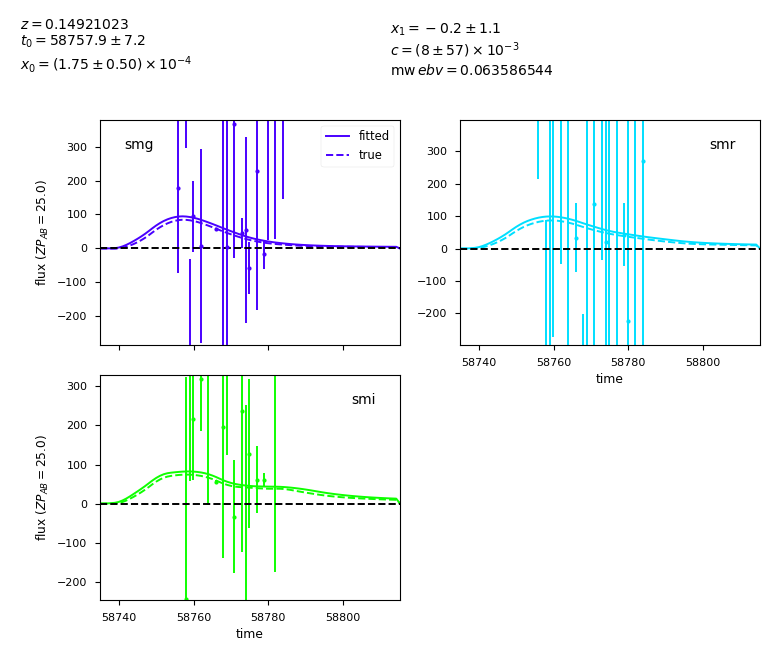 z = 0.14921023
t₀ = 58757.9 ± 7.2
x₀ = (1.75 ± 0.50) × 10⁻⁴
x₁ = −0.2 ± 1.1
c = (8 ± 57) × 10⁻³
mw ebv = 0.063586544
smg
fitted
true
300
200
100
0
−100
−200
flux (ZP_AB = 25.0)
smr
300
200
100
0
−100
−200
58740 58760 58780 58800
time
smi
300
200
100
0
−100
−200
flux (ZP_AB = 25.0)
58740 58760 58780 58800
time